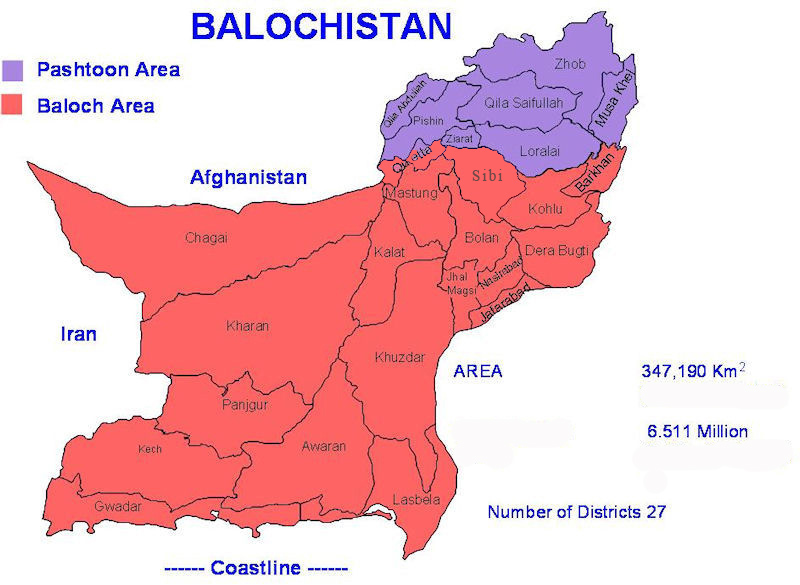 BALOCHISTAN
Pashtoon Area
Baloch Area
Zhob
Musa Khel
Qila Abdullah
Qila Saifullah
Pishin
Ziarat
Loralai
Quetta
Barkhan
Afghanistan
Sibi
Mastung
Kohlu
Chagai
Kalat
Bolan
Dera Bugti
Nasirabad
Jhal
Magsi
Jafarabad
Iran
Kharan
Khuzdar
AREA
347,190 Km2
Panjgur
6.511 Million
Kech
Awaran
Lasbela
Gwadar
Number of Districts 27
------ Coastline ------